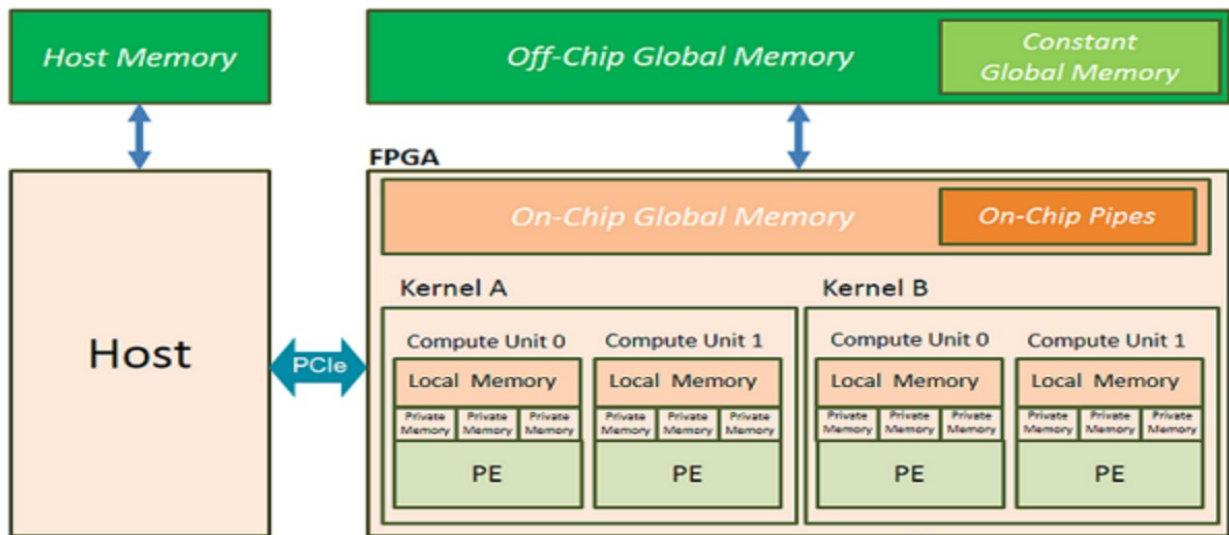 Host Memory
Off-Chip Global Memory
Constant
Global Memory
FPGA
On-Chip Global Memory
On-Chip Pipes
Host
PCIe
Kernel A
Compute Unit 0
Local Memory
Private
Memory
Private
Memory
Private
Memory
PE
Compute Unit 1
Local Memory
Private
Memory
Private
Memory
Private
Memory
PE
Kernel B
Compute Unit 0
Local Memory
Private
Memory
Private
Memory
Private
Memory
PE
Compute Unit 1
Local Memory
Private
Memory
Private
Memory
Private
Memory
PE